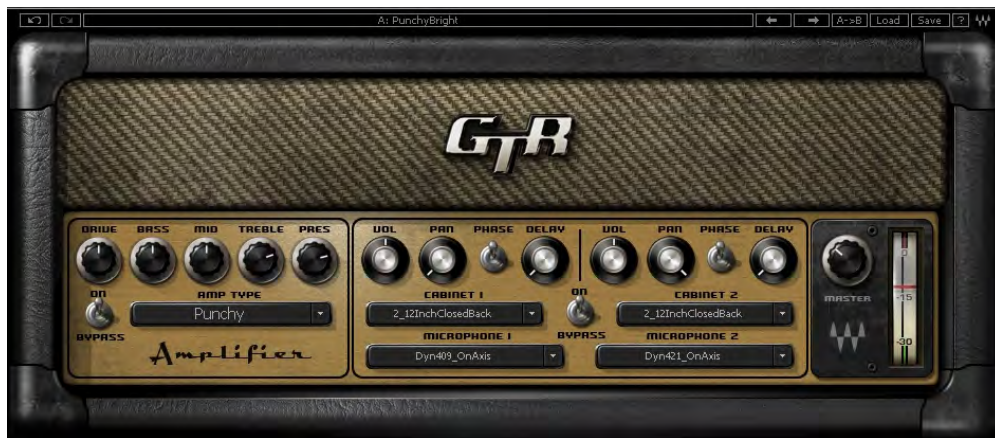 A: PunchyBright A->B Load Save ?
GTR
DRIVE BASS MID TREBLE PRES VOL PAN PHASE DELAY VOL PAN PHASE DELAY
ON AMP TYPE CABINET 1 ON CABINET 2 MASTER
Punchy 2_12InchClosedBack 2_12InchClosedBack
BYPASS MICROPHONE 1 BYPASS MICROPHONE 2
Amplifier Dyn409_OnAxis Dyn421_OnAxis
0
-15
-30